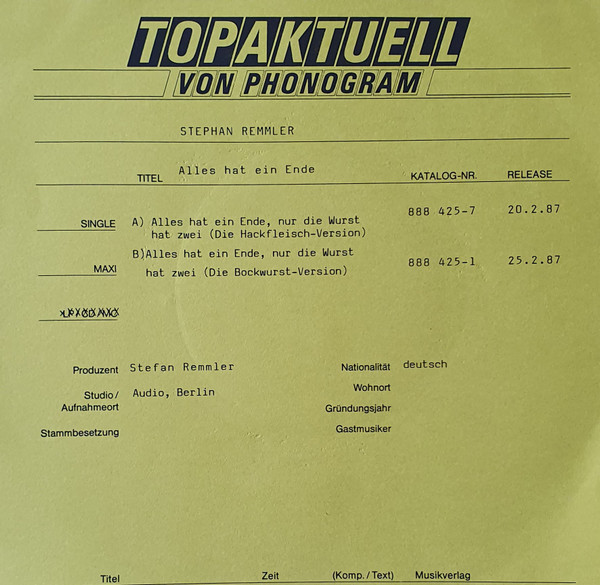 TOPAKTUELL
VON PHONOGRAM
STEPHAN REMMLER
TITEL Alles hat ein Ende KATALOG-NR. RELEASE
SINGLE A) Alles hat ein Ende, nur die Wurst 888 425-7 20.2.87
hat zwei (Die Hackfleisch-Version)
B)Alles hat ein Ende, nur die Wurst
MAXI hat zwei (Die Bockwurst-Version) 888 425-1 25.2.87
Produzent Stefan Remmler Nationalität deutsch
Studio/ Audio, Berlin Wohnort
Aufnahmeort Gründungsjahr
Stammbesetzung Gastmusiker
Titel Zeit (Komp./Text) Musikverlag